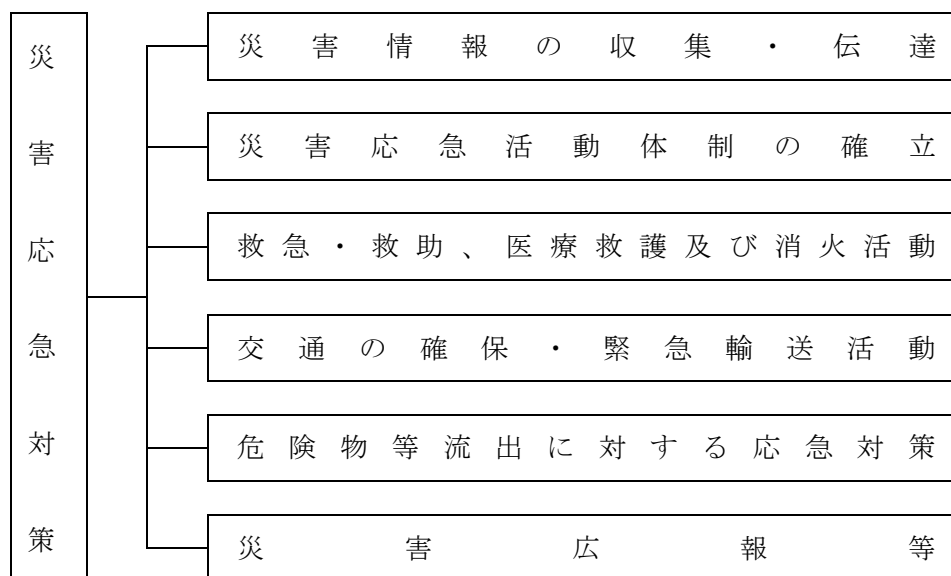 災害応急対策
災害情報の収集・伝達
災害応急活動体制の確立
救急・救助、医療救護及び消火活動
交通の確保・緊急輸送活動
危険物等流出に対する応急対策
災害広報等